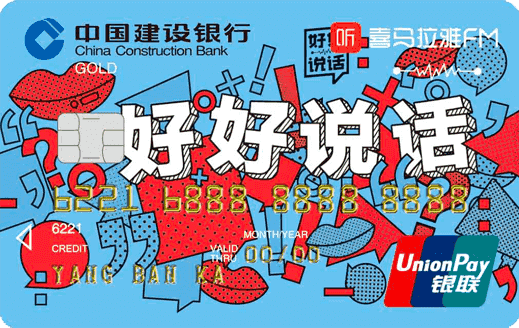 中国建设银行
China Construction Bank
GOLD
好好
说话
听 喜马拉雅FM
好好说话
6221 6888 8888 8888
6221
CREDIT
MONTH/YEAR
VALID
THRU
00/00
YANG BAN KA
UnionPay
银联